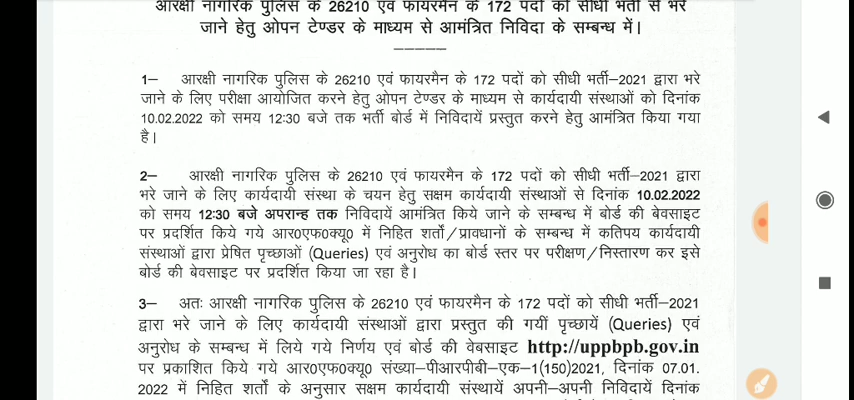 आरक्षी नागरिक पुलिस के 26210 एवं फायरमैन के 172 पदों को सीधी भर्ती से भरे
जाने हेतु ओपन टेण्डर के माध्यम से आमंत्रित निविदा के सम्बन्ध में।
1— आरक्षी नागरिक पुलिस के 26210 एवं फायरमैन के 172 पदों को सीधी भर्ती—2021 द्वारा भरे
जाने के लिए परीक्षा आयोजित करने हेतु ओपन टेण्डर के माध्यम से कार्यदायी संस्थाओं को दिनांक
10.02.2022 को समय 12:30 बजे तक भर्ती बोर्ड में निविदायें प्रस्तुत करने हेतु आमंत्रित किया गया
है।
2— आरक्षी नागरिक पुलिस के 26210 एवं फायरमैन के 172 पदों को सीधी भर्ती—2021 द्वारा
भरे जाने के लिए कार्यदायी संस्था के चयन हेतु सक्षम कार्यदायी संस्थाओं से दिनांक 10.02.2022
को समय 12:30 बजे अपरान्ह तक निविदायें आमंत्रित किये जाने के सम्बन्ध में बोर्ड की बेवसाइट
पर प्रदर्शित किये गये आर0एफ0क्यू0 में निहित शर्तो/प्रावधानों के सम्बन्ध में कतिपय कार्यदायी
संस्थाओं द्वारा प्रेषित पृच्छाओं (Queries) एवं अनुरोध का बोर्ड स्तर पर परीक्षण/निस्तारण कर इसे
बोर्ड की बेवसाइट पर प्रदर्शित किया जा रहा है।
3— अतः आरक्षी नागरिक पुलिस के 26210 एवं फायरमैन के 172 पदों को सीधी भर्ती—2021
द्वारा भरे जाने के लिए कार्यदायी संस्थाओं द्वारा प्रस्तुत की गयीं पृच्छायें (Queries) एवं
अनुरोध के सम्बन्ध में लिये गये निर्णय एवं बोर्ड की वेबसाइट http://uppbpb.gov.in
पर प्रकाशित किये गये आर0एफ0क्यू0 संख्या—पीआरपीबी—एक—1(150)2021, दिनांक 07.01.
2022 में निहित शर्तो के अनुसार सक्षम कार्यदायी संस्थायें अपनी—अपनी निविदायें दिनांक